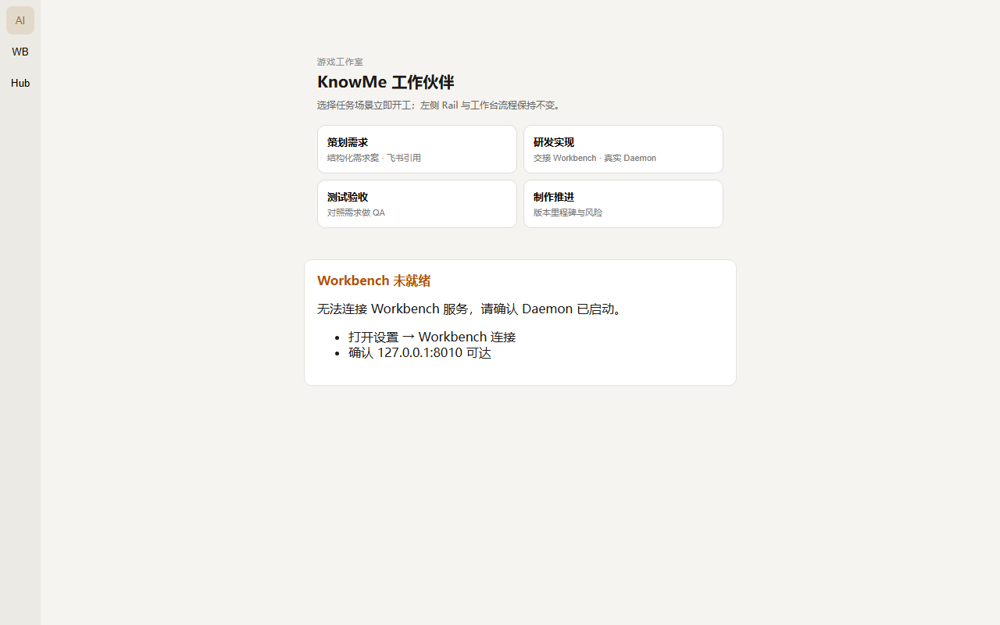 AI
WB
Hub
游戏工作室
KnowMe 工作伙伴
选择任务场景立即开工；左侧 Rail 与工作台流程保持不变。
策划需求
结构化需求案 · 飞书引用
研发实现
交接 Workbench · 真实 Daemon
测试验收
对照需求做 QA
制作推进
版本里程碑与风险
Workbench 未就绪
无法连接 Workbench 服务，请确认 Daemon 已启动。
• 打开设置 → Workbench 连接
• 确认 127.0.0.1:8010 可达